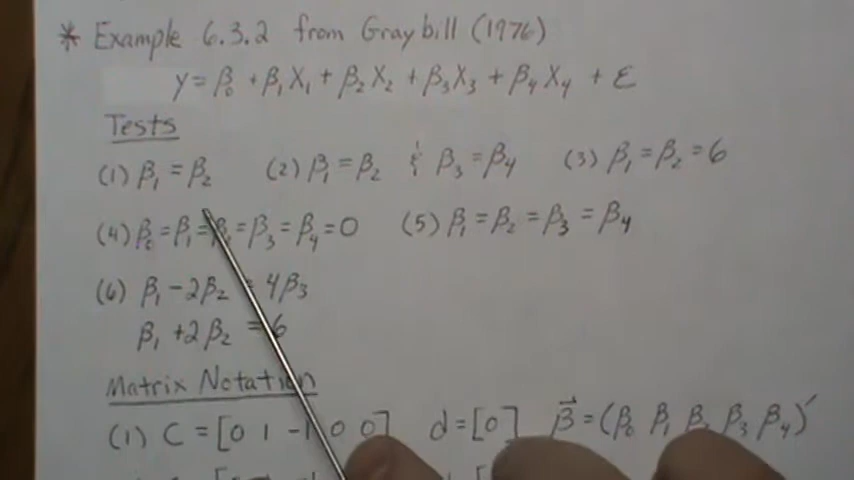 * Example 6.3.2 from Graybill (1976)
y = β₀ + β₁X₁ + β₂X₂ + β₃X₃ + β₄X₄ + ε
Tests
(1) β₁ = β₂ (2) β₁ = β₂ & β₃ = β₄ (3) β₁ = β₂ = 6
(4) β₀ = β₁ = β₂ = β₃ = β₄ = 0 (5) β₁ = β₂ = β₃ = β₄
(6) β₁ - 2β₂ = 4β₃
β₁ + 2β₂ = 6
Matrix Notation
(1) C = [0 1 -1 0 0] d = [0] β⃗ = (β₀ β₁ β₂ β₃ β₄)′